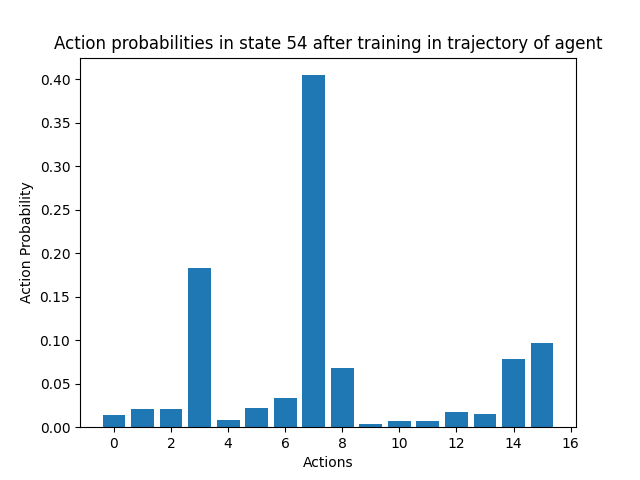 Action probabilities in state 54 after training in trajectory of agent
0.40
0.35
0.30
0.25
0.20
0.15
0.10
0.05
0.00
Action Probability
0 2 4 6 8 10 12 14 16
Actions